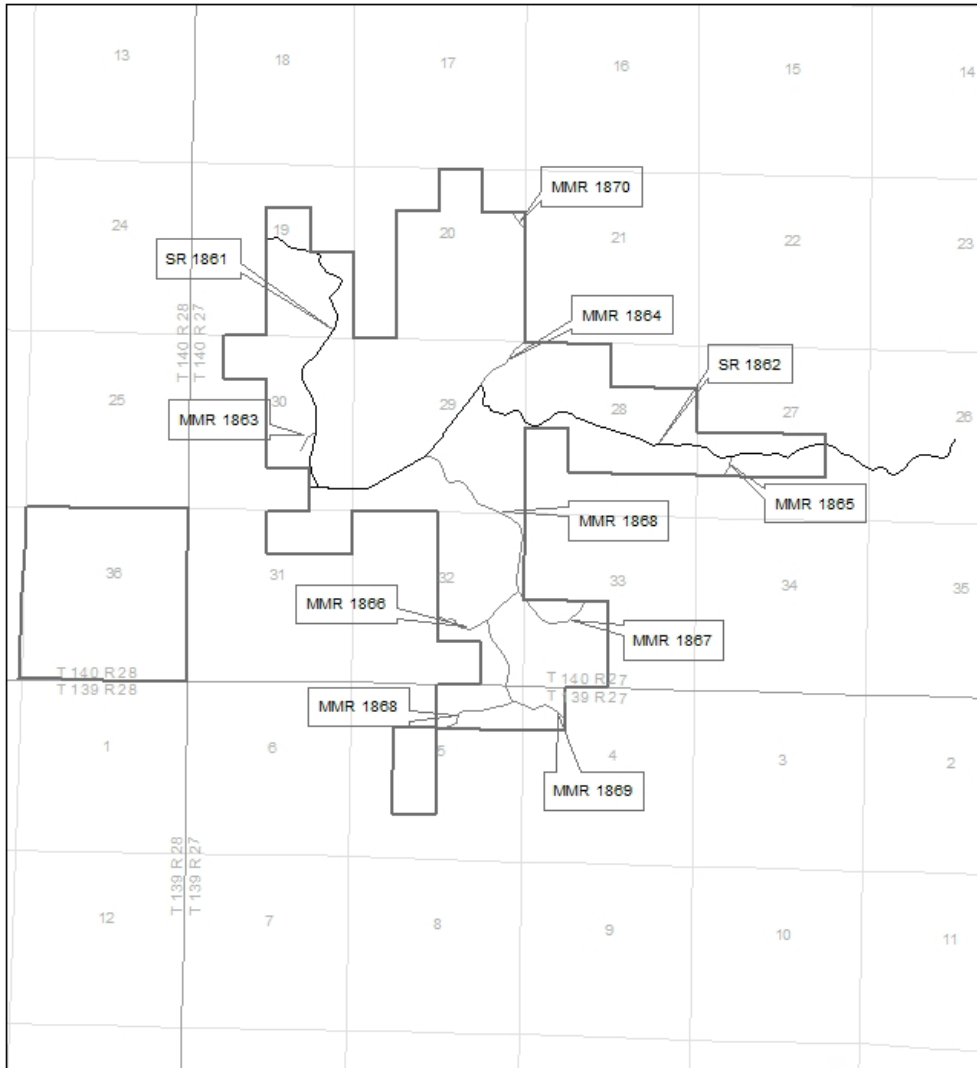 13
18
17
16
15
14
MMR 1870
24
19
20
21
22
23
SR 1861
T 140 R 28
T 140 R 27
MMR 1864
SR 1862
25
30
29
28
27
26
MMR 1863
MMR 1865
MMR 1868
36
31
32
33
34
35
MMR 1866
MMR 1867
T 140 R 28
T 139 R 28
T 140 R 27
T 139 R 27
MMR 1868
1
6
5
4
3
2
MMR 1869
T 139 R 28
T 139 R 27
12
7
8
9
10
11